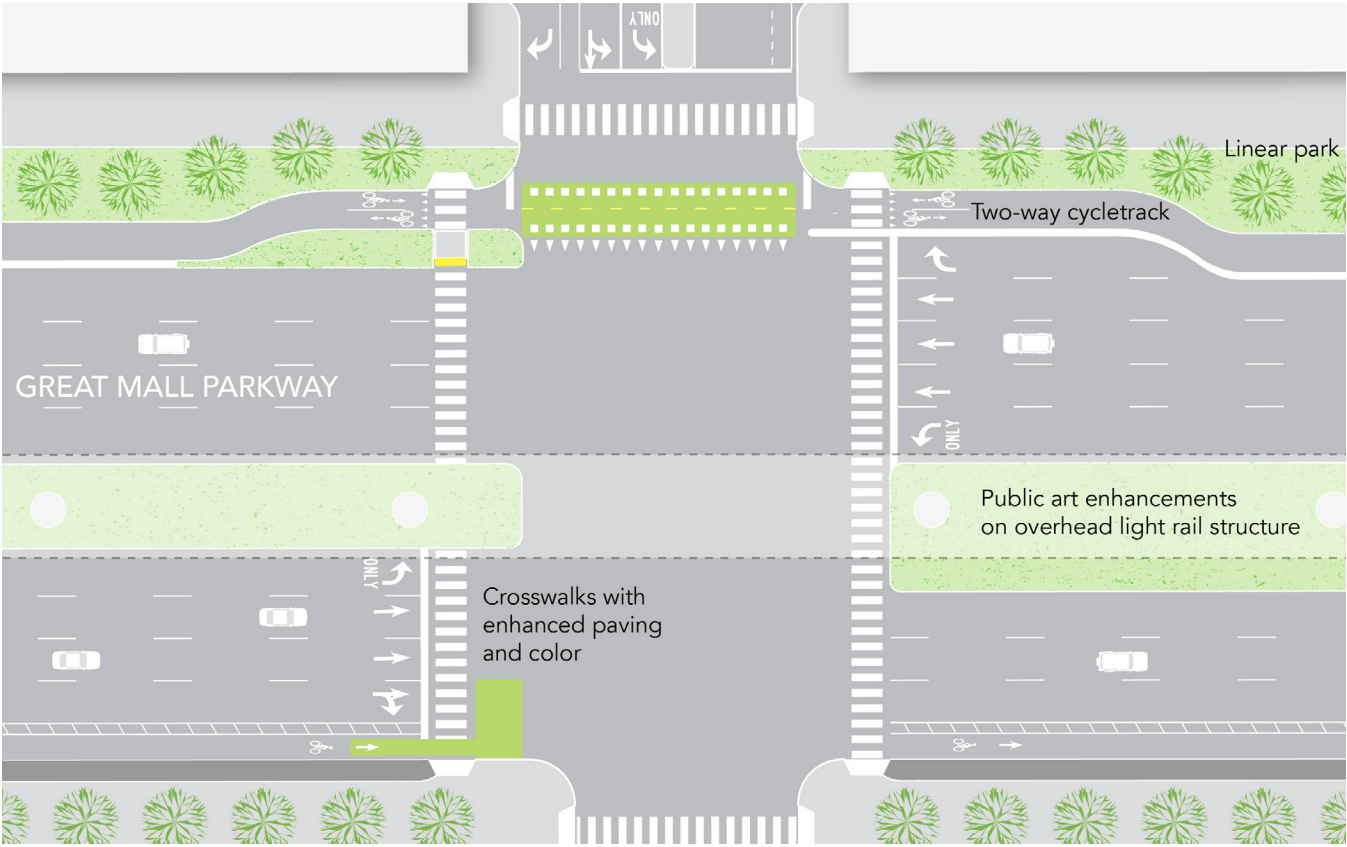 ONLY
Linear park
Two-way cycletrack
GREAT MALL PARKWAY
ONLY
Public art enhancements
on overhead light rail structure
ONLY
Crosswalks with
enhanced paving
and color